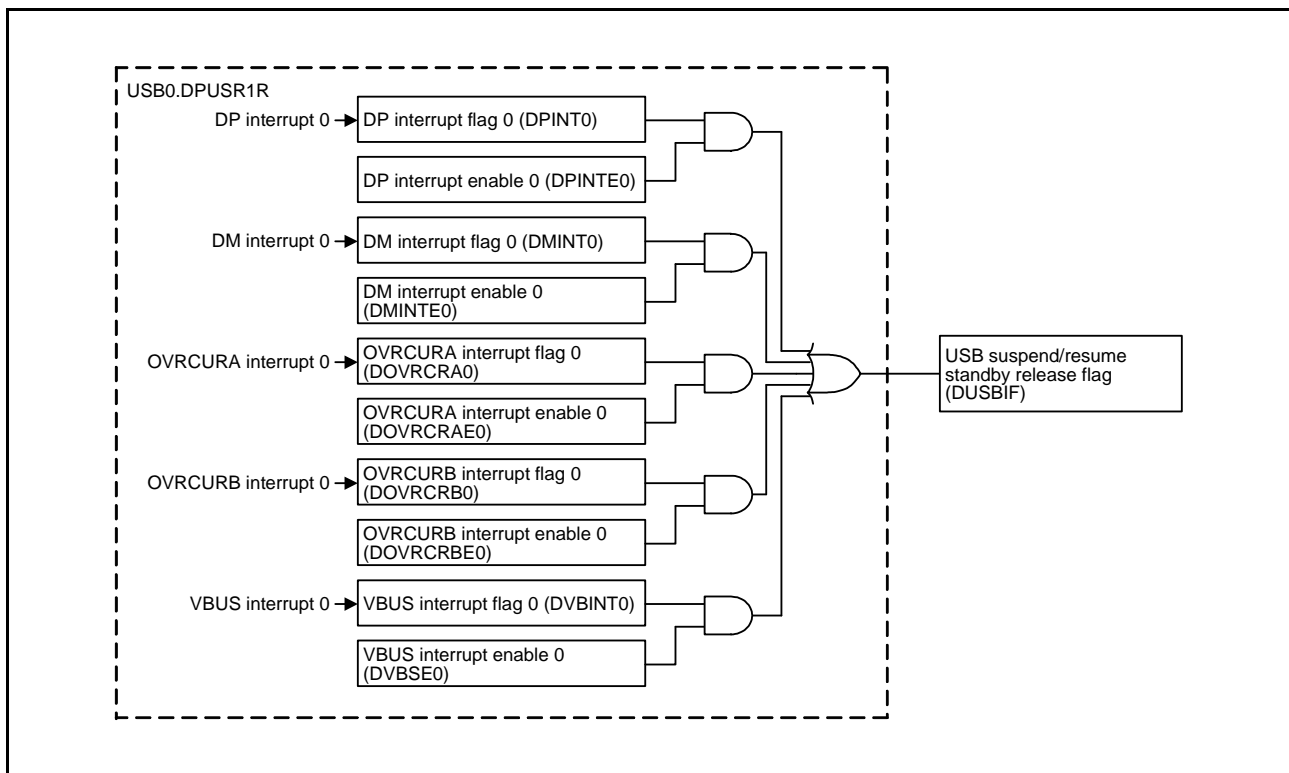 USB0.DPUSR1R
DP interrupt 0
DP interrupt flag 0 (DPINT0)
DP interrupt enable 0 (DPINTE0)
DM interrupt 0
DM interrupt flag 0 (DMINT0)
DM interrupt enable 0
(DMINTE0)
OVRCURA interrupt 0
OVRCURA interrupt flag 0
(DOVRCRA0)
OVRCURA interrupt enable 0
(DOVRCRAE0)
OVRCURB interrupt 0
OVRCURB interrupt flag 0
(DOVRCRB0)
OVRCURB interrupt enable 0
(DOVRCRBE0)
VBUS interrupt 0
VBUS interrupt flag 0 (DVBINT0)
VBUS interrupt enable 0
(DVBSE0)
USB suspend/resume
standby release flag
(DUSBIF)